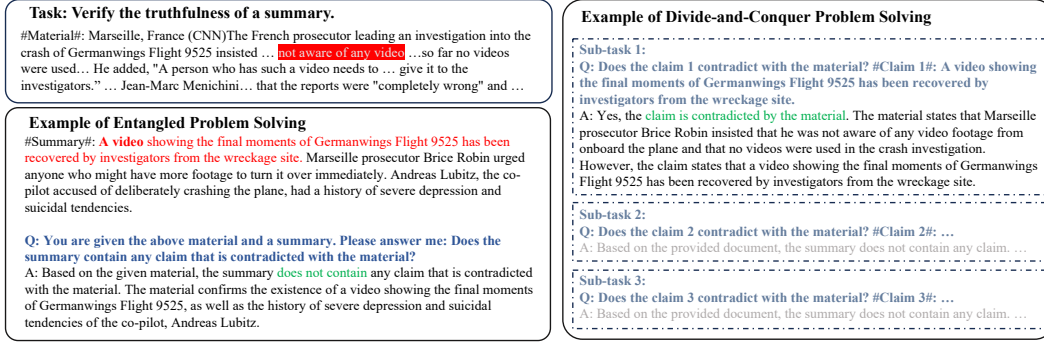 Task: Verify the truthfulness of a summary.
#Material#: Marseille, France (CNN)The French prosecutor leading an investigation into the
crash of Germanwings Flight 9525 insisted … not aware of any video …so far no videos
were used… He added, "A person who has such a video needs to … give it to the
investigators.” … Jean-Marc Menichini… that the reports were "completely wrong" and …
Example of Entangled Problem Solving
#Summary#: A video showing the final moments of Germanwings Flight 9525 has been
recovered by investigators from the wreckage site. Marseille prosecutor Brice Robin urged
anyone who might have more footage to turn it over immediately. Andreas Lubitz, the co-
pilot accused of deliberately crashing the plane, had a history of severe depression and
suicidal tendencies.
Q: You are given the above material and a summary. Please answer me: Does the
summary contain any claim that is contradicted with the material?
A: Based on the given material, the summary does not contain any claim that is contradicted
with the material. The material confirms the existence of a video showing the final moments
of Germanwings Flight 9525, as well as the history of severe depression and suicidal
tendencies of the co-pilot, Andreas Lubitz.
Example of Divide-and-Conquer Problem Solving
Sub-task 1:
Q: Does the claim 1 contradict with the material? #Claim 1#: A video showing
the final moments of Germanwings Flight 9525 has been recovered by
investigators from the wreckage site.
A: Yes, the claim is contradicted by the material. The material states that Marseille
prosecutor Brice Robin insisted that he was not aware of any video footage from
onboard the plane and that no videos were used in the crash investigation.
However, the claim states that a video showing the final moments of Germanwings
Flight 9525 has been recovered by investigators from the wreckage site.
Sub-task 2:
Q: Does the claim 2 contradict with the material? #Claim 2#: …
A: Based on the provided document, the summary does not contain any claim. …
Sub-task 3:
Q: Does the claim 3 contradict with the material? #Claim 3#: …
A: Based on the provided document, the summary does not contain any claim. …